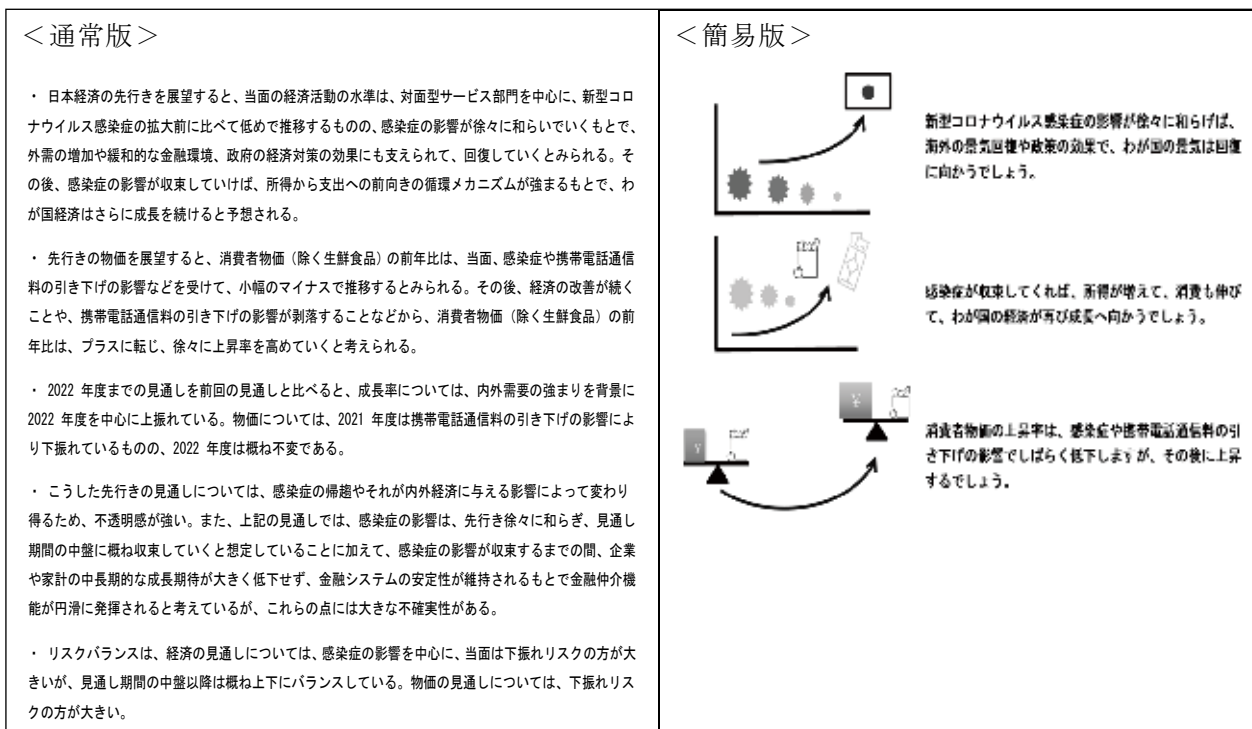 ＜通常版＞
・ 日本経済の先行きを展望すると、当面の経済活動の水準は、対面型サービス部門を中心に、新型コロ
ナウイルス感染症の拡大前に比べて低めで推移するものの、感染症の影響が徐々に和らいでいくもとで、
外需の増加や緩和的な金融環境、政府の経済対策の効果にも支えられて、回復していくとみられる。そ
の後、感染症の影響が収束していけば、所得から支出への前向きの循環メカニズムが強まるもとで、わ
が国経済はさらに成長を続けると予想される。
・ 先行きの物価を展望すると、消費者物価（除く生鮮食品）の前年比は、当面、感染症や携帯電話通信
料の引き下げの影響などを受けて、小幅のマイナスで推移するとみられる。その後、経済の改善が続く
ことや、携帯電話通信料の引き下げの影響が剥落することなどから、消費者物価（除く生鮮食品）の前
年比は、プラスに転じ、徐々に上昇率を高めていくと考えられる。
・ 2022 年度までの見通しを前回の見通しと比べると、成長率については、内外需要の強まりを背景に
2022 年度を中心に上振れている。物価については、2021 年度は携帯電話通信料の引き下げの影響によ
り下振れているものの、2022 年度は概ね不変である。
・ こうした先行きの見通しについては、感染症の帰趨やそれが内外経済に与える影響によって変わり
得るため、不透明感が強い。また、上記の見通しでは、感染症の影響は、先行き徐々に和らぎ、見通し
期間の中盤に概ね収束していくと想定していることに加えて、感染症の影響が収束するまでの間、企業
や家計の中長期的な成長期待が大きく低下せず、金融システムの安定性が維持されるもとで金融仲介機
能が円滑に発揮されると考えているが、これらの点には大きな不確実性がある。
・ リスクバランスは、経済の見通しについては、感染症の影響を中心に、当面は下振れリスクの方が大
きいが、見通し期間の中盤以降は概ね上下にバランスしている。物価の見通しについては、下振れリス
クの方が大きい。
＜簡易版＞
新型コロナウイルス感染症の影響が徐々に和らげば、
海外の景気回復や政策の効果で、わが国の景気は回復
に向かうでしょう。
感染症が収束してくれば、所得が増えて、消費も伸び
て、わが国の経済が再び成長へ向かうでしょう。
¥
¥
消費者物価の上昇率は、感染症や携帯電話通信料の引
き下げの影響でしばらく低下しますが、その後に上昇
するでしょう。